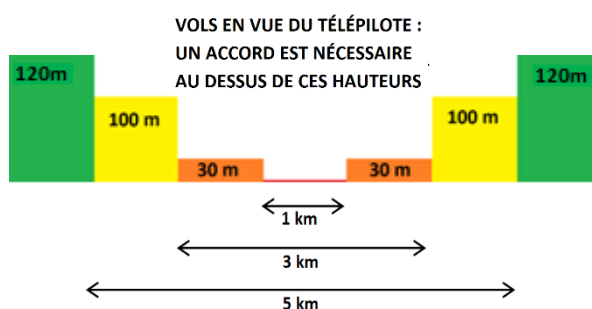 VOLS EN VUE DU TÉLÉPILOTE :
UN ACCORD EST NÉCESSAIRE
AU DESSUS DE CES HAUTEURS
120m
120m
100 m
100 m
30 m
30 m
1 km
3 km
5 km